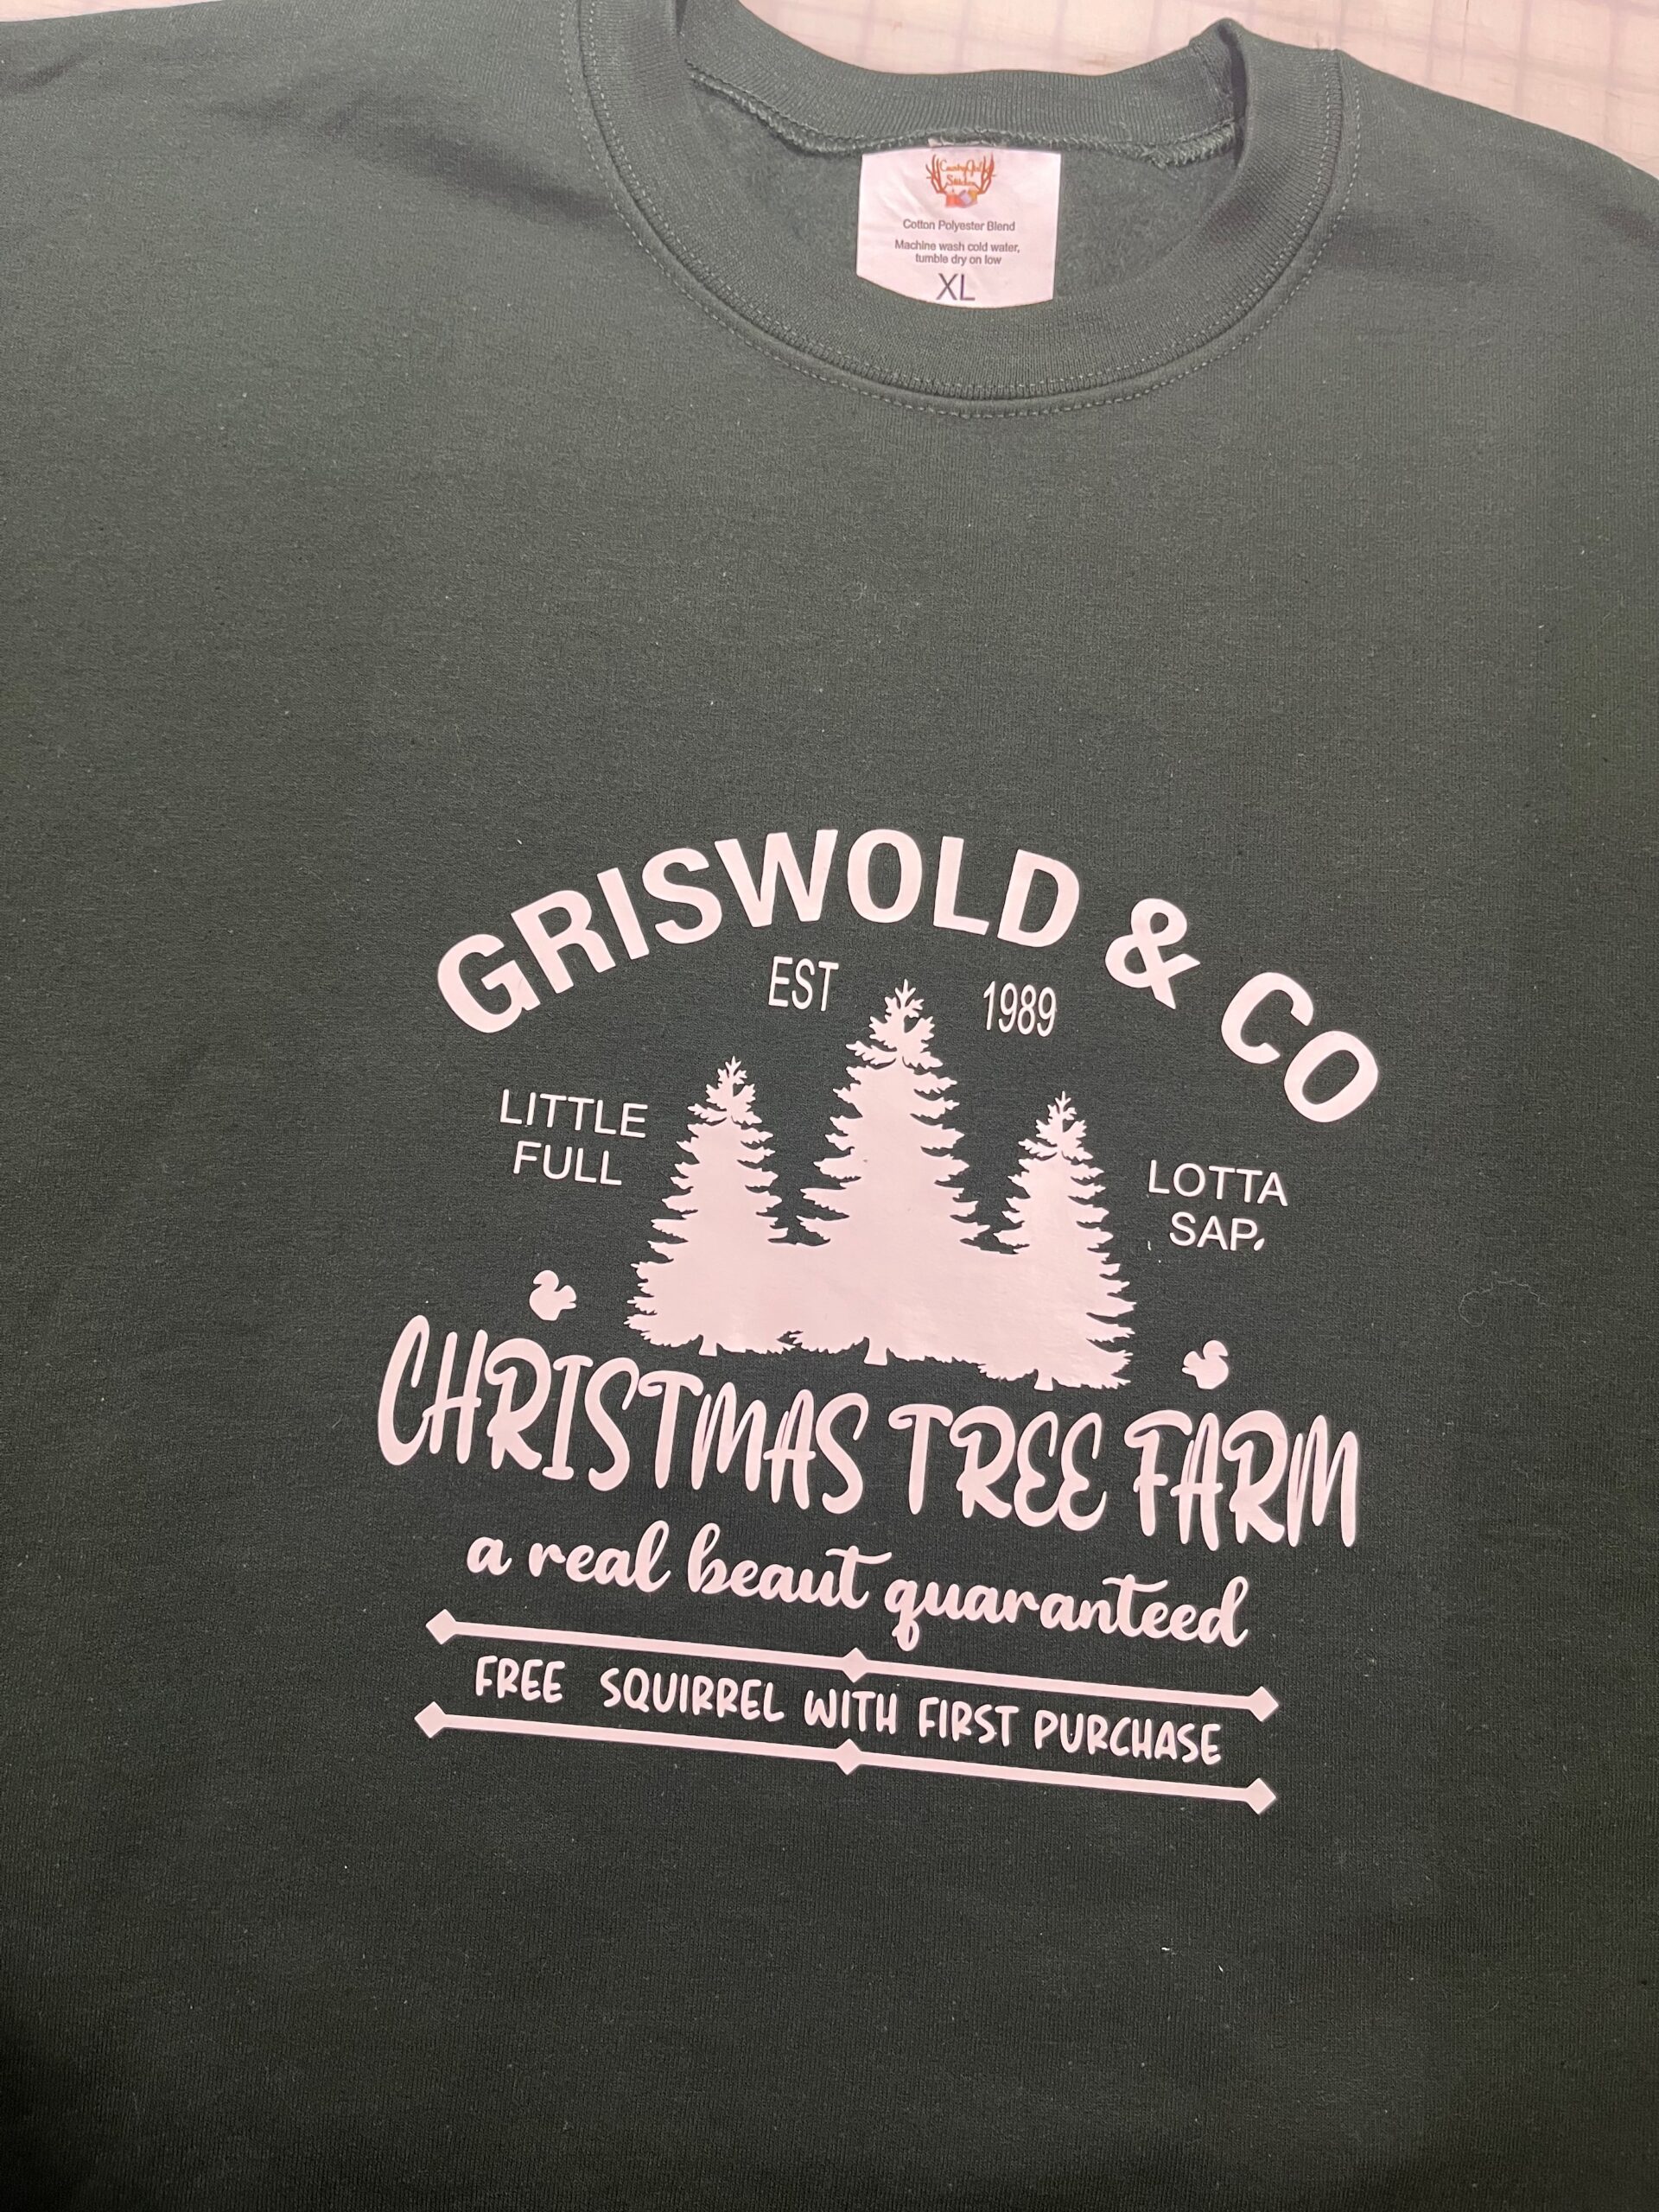 Cotton Polyester Blend
Machine wash cold water,
tumble dry on low
XL
GRISWOLD & CO
EST 1989
LITTLE
FULL
LOTTA
SAP,
CHRISTMAS TREE FARM
a real beaut quaranteed
FREE SQUIRREL WITH FIRST PURCHASE